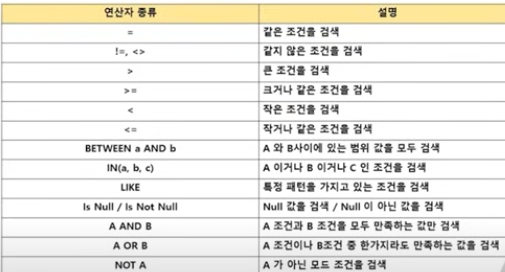 연산자 종류 설명
= 같은 조건을 검색
!=, <> 같지 않은 조건을 검색
> 큰 조건을 검색
>= 크거나 같은 조건을 검색
< 작은 조건을 검색
<= 작거나 같은 조건을 검색
BETWEEN a AND b A 와 B사이에 있는 범위 값을 모두 검색
IN(a, b, c) A 이거나 B 이거나 C 인 조건을 검색
LIKE 특정 패턴을 가지고 있는 조건을 검색
Is Null / Is Not Null Null 값을 검색 / Null 이 아닌 값을 검색
A AND B A 조건과 B 조건을 모두 만족하는 값만 검색
A OR B A 조건이나 B조건 중 한가지라도 만족하는 값을 검색
NOT A A 가 아닌 모드 조건을 검색